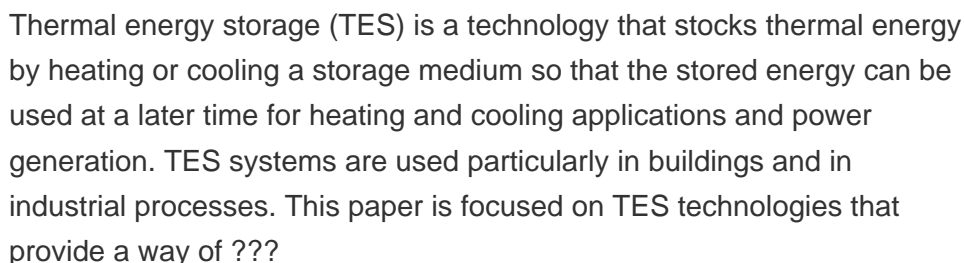 Thermal energy storage (TES) is a technology that stocks thermal energy
by heating or cooling a storage medium so that the stored energy can be
used at a later time for heating and cooling applications and power
generation. TES systems are used particularly in buildings and in
industrial processes. This paper is focused on TES technologies that
provide a way of ???